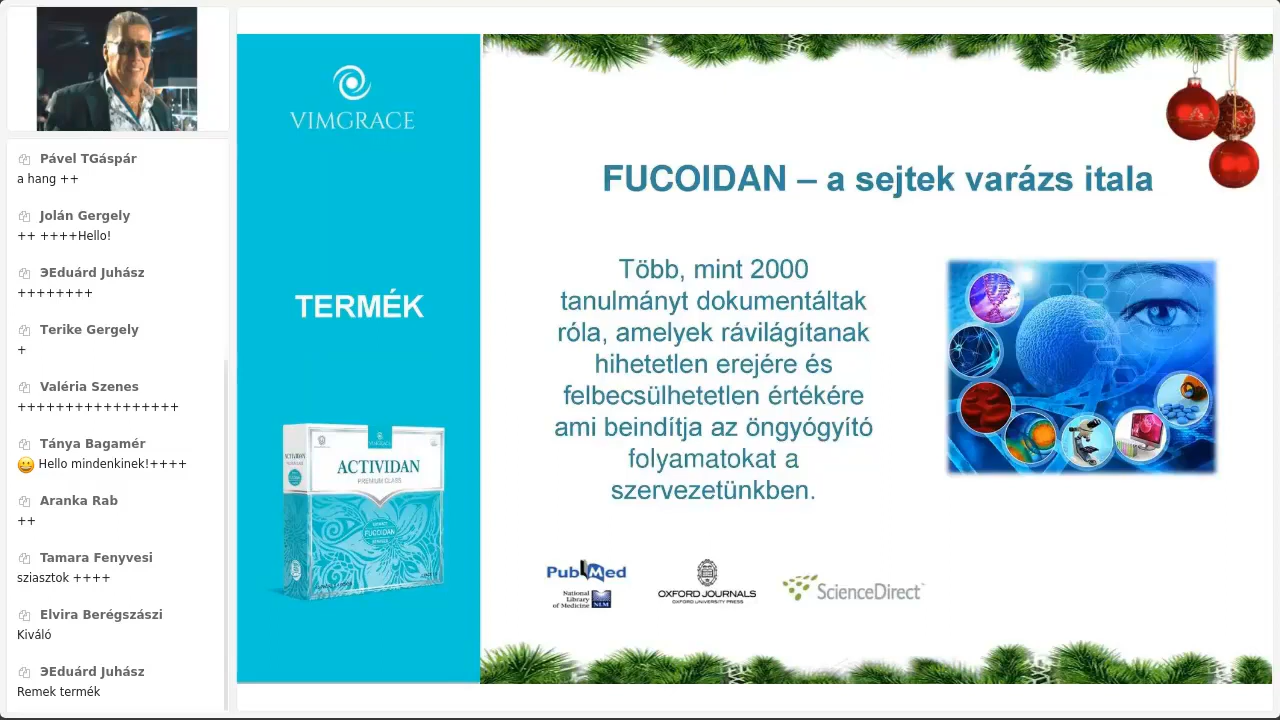 Pável TGáspár
a hang ++
Jolán Gergely
++ ++++Hello!
ЭEduárd Juhász
++++++++
Terike Gergely
+
Valéria Szenes
+++++++++++++++++
Tánya Bagamér
Hello mindenkinek!++++
Aranka Rab
++
Tamara Fenyvesi
sziasztok ++++
Elvira Berégszászi
Kiváló
ЭEduárd Juhász
Remek termék
VIMGRACE
TERMÉK
VIMGRACE
ACTIVIDAN
PREMIUM CLASS
FUCOIDAN
FUCOIDAN – a sejtek varázs itala
Több, mint 2000
tanulmányt dokumentáltak
róla, amelyek rávilágítanak
hihetetlen erejére és
felbecsülhetetlen értékére
ami beindítja az öngyógyító
folyamatokat a
szervezetünkben.
PubMed
National
Library
of Medicine
NLM
OXFORD JOURNALS
OXFORD UNIVERSITY PRESS
ScienceDirect